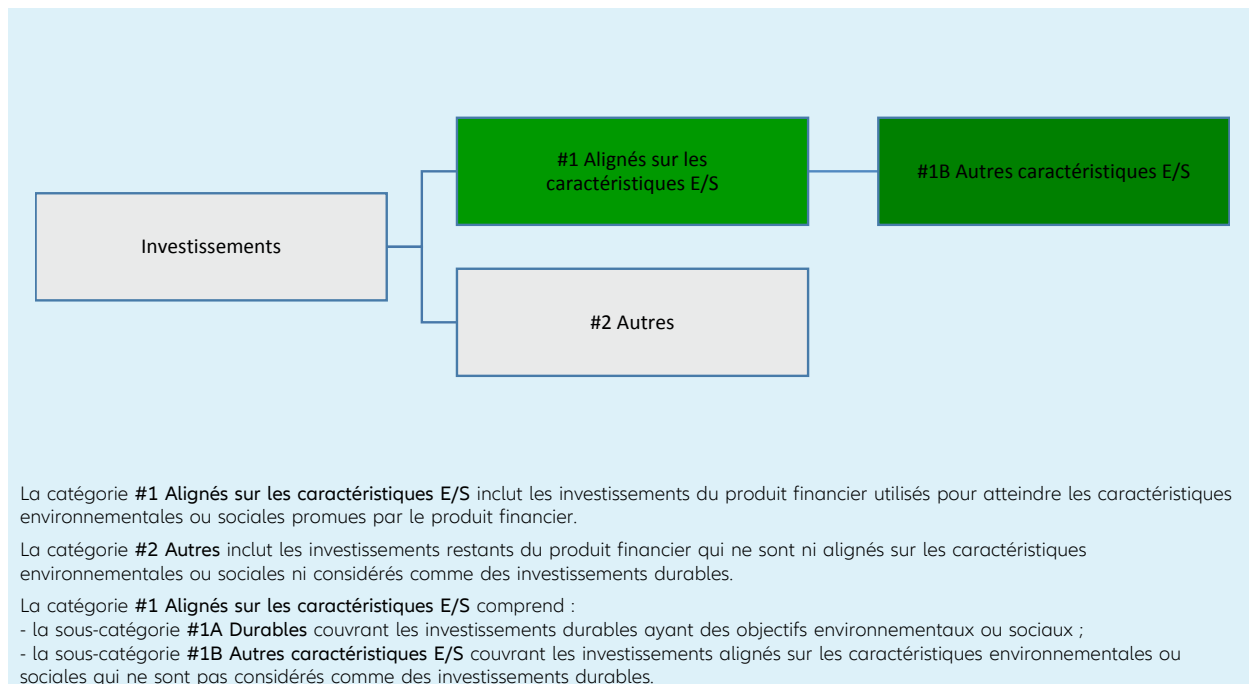 #1 Alignés sur les
caractéristiques E/S
#1B Autres caractéristiques E/S
Investissements
#2 Autres
La catégorie #1 Alignés sur les caractéristiques E/S inclut les investissements du produit financier utilisés pour atteindre les caractéristiques
environnementales ou sociales promues par le produit financier.
La catégorie #2 Autres inclut les investissements restants du produit financier qui ne sont ni alignés sur les caractéristiques
environnementales ou sociales ni considérés comme des investissements durables.
La catégorie #1 Alignés sur les caractéristiques E/S comprend :
- la sous-catégorie #1A Durables couvrant les investissements durables ayant des objectifs environnementaux ou sociaux ;
- la sous-catégorie #1B Autres caractéristiques E/S couvrant les investissements alignés sur les caractéristiques environnementales ou
sociales qui ne sont pas considérés comme des investissements durables.